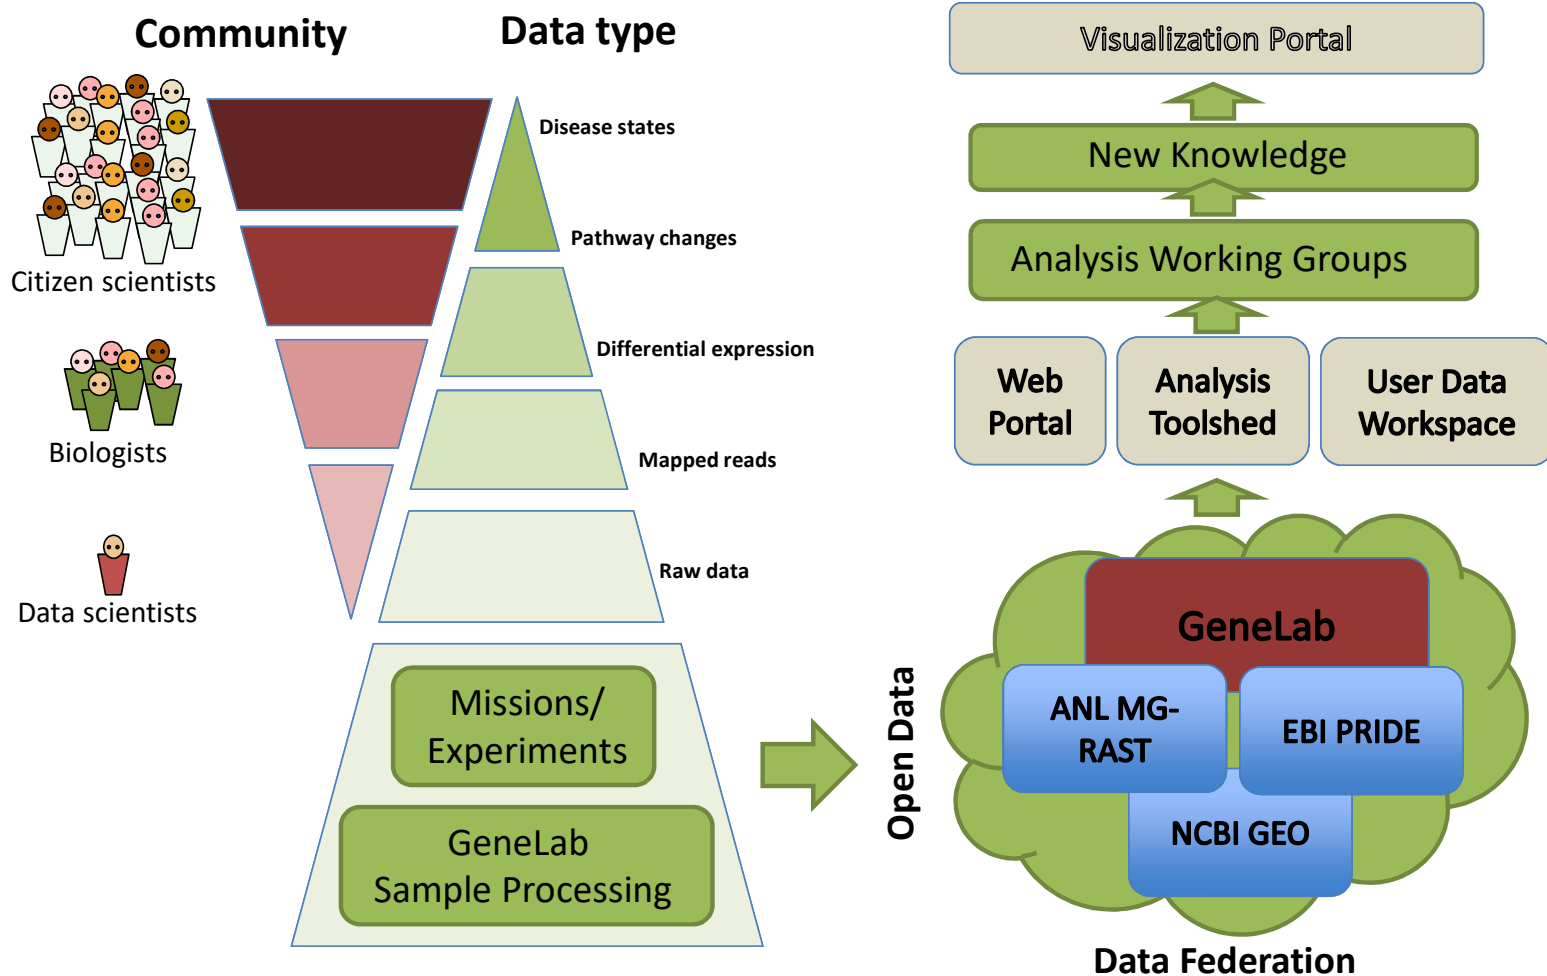 Community
Data type
Disease states
Pathway changes
Differential expression
Mapped reads
Raw data
Citizen scientists
Biologists
Data scientists
Missions/
Experiments
GeneLab
Sample Processing
Visualization Portal
New Knowledge
Analysis Working Groups
Web
Portal
Analysis
Toolshed
User Data
Workspace
Open Data
GeneLab
ANL MG-
RAST
EBI PRIDE
NCBI GEO
Data Federation